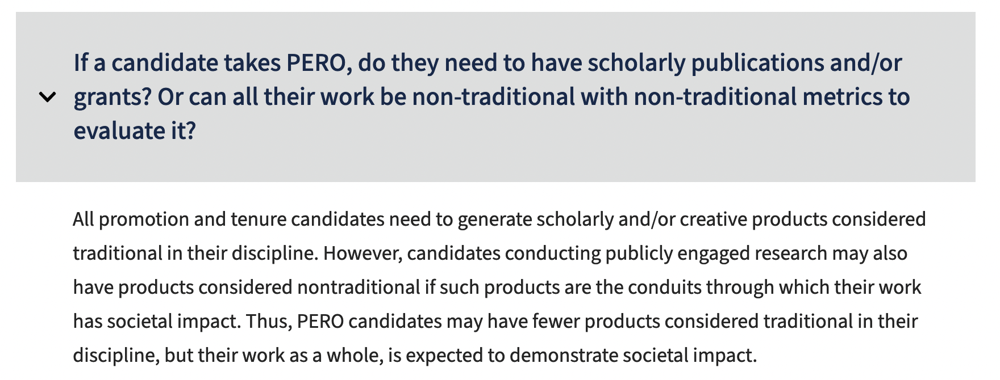 If a candidate takes PERO, do they need to have scholarly publications and/or
grants? Or can all their work be non-traditional with non-traditional metrics to
evaluate it?
All promotion and tenure candidates need to generate scholarly and/or creative products considered
traditional in their discipline. However, candidates conducting publicly engaged research may also
have products considered nontraditional if such products are the conduits through which their work
has societal impact. Thus, PERO candidates may have fewer products considered traditional in their
discipline, but their work as a whole, is expected to demonstrate societal impact.